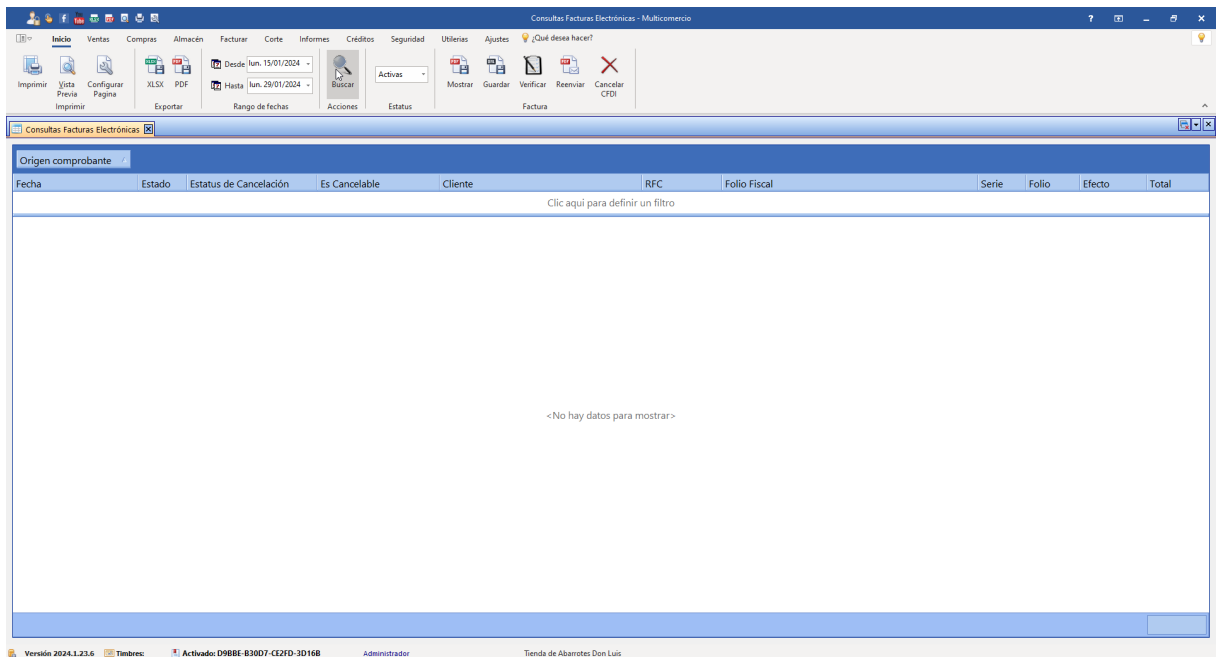 Consultas Facturas Electrónicas - Multicomercio
Inicio Ventas Compras Almacén Facturar Corte Informes Créditos Seguridad Utilerias Ajustes ¿Qué desea hacer?
Imprimir
Vista Previa
Configurar Pagina
Imprimir
XLSX PDF
Exportar
Desde lun. 15/01/2024
Hasta lun. 29/01/2024
Rango de fechas
Buscar
Acciones
Activas
Estatus
Mostrar Guardar Verificar Reenviar Cancelar CFDI
Factura
Consultas Facturas Electrónicas
Origen comprobante
Fecha Estado Estatus de Cancelación Es Cancelable Cliente RFC Folio Fiscal Serie Folio Efecto Total
Clic aqui para definir un filtro
<No hay datos para mostrar>
Versión 2024.1.23.6 Timbres: Activado: D9BBE-B30D7-CE2FD-3D16B Administrador Tienda de Abarrotes Don Luis